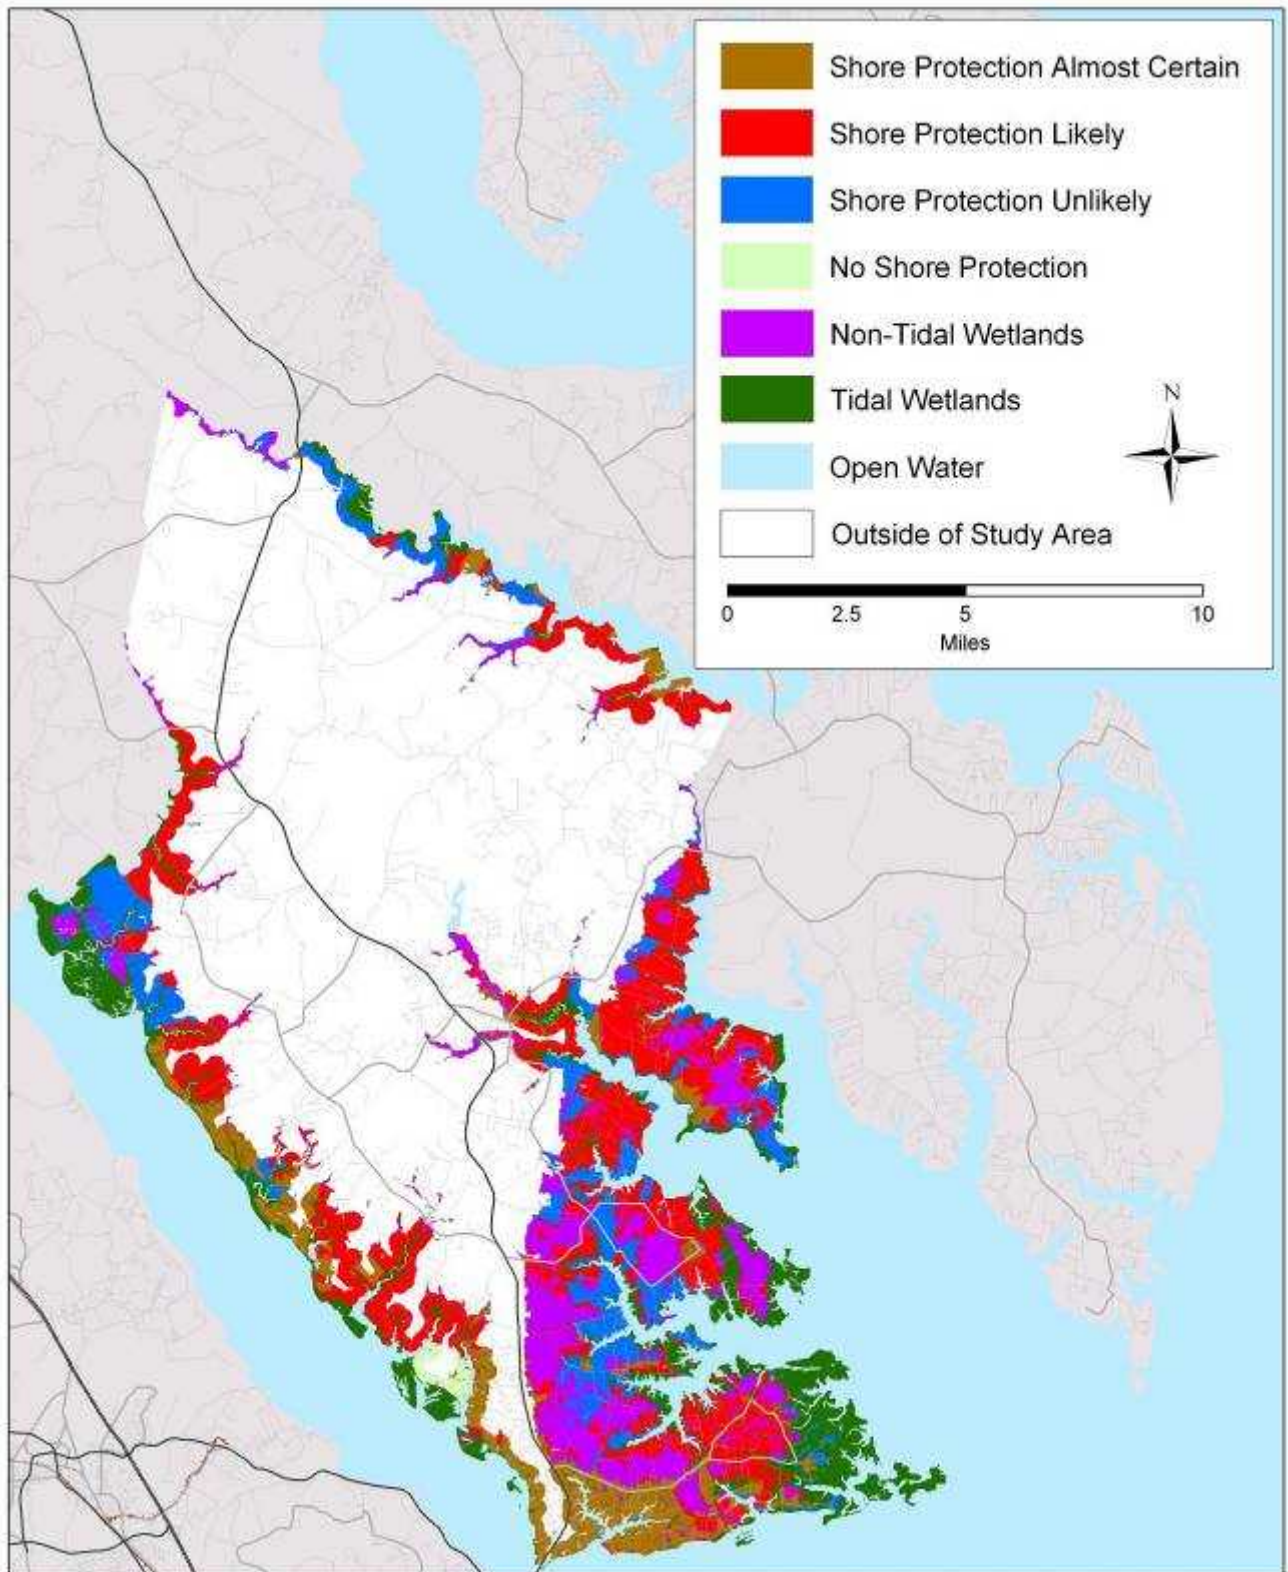 Shore Protection Almost Certain
Shore Protection Likely
Shore Protection Unlikely
No Shore Protection
Non-Tidal Wetlands
Tidal Wetlands
Open Water
Outside of Study Area
N
0 2.5 5 10
Miles